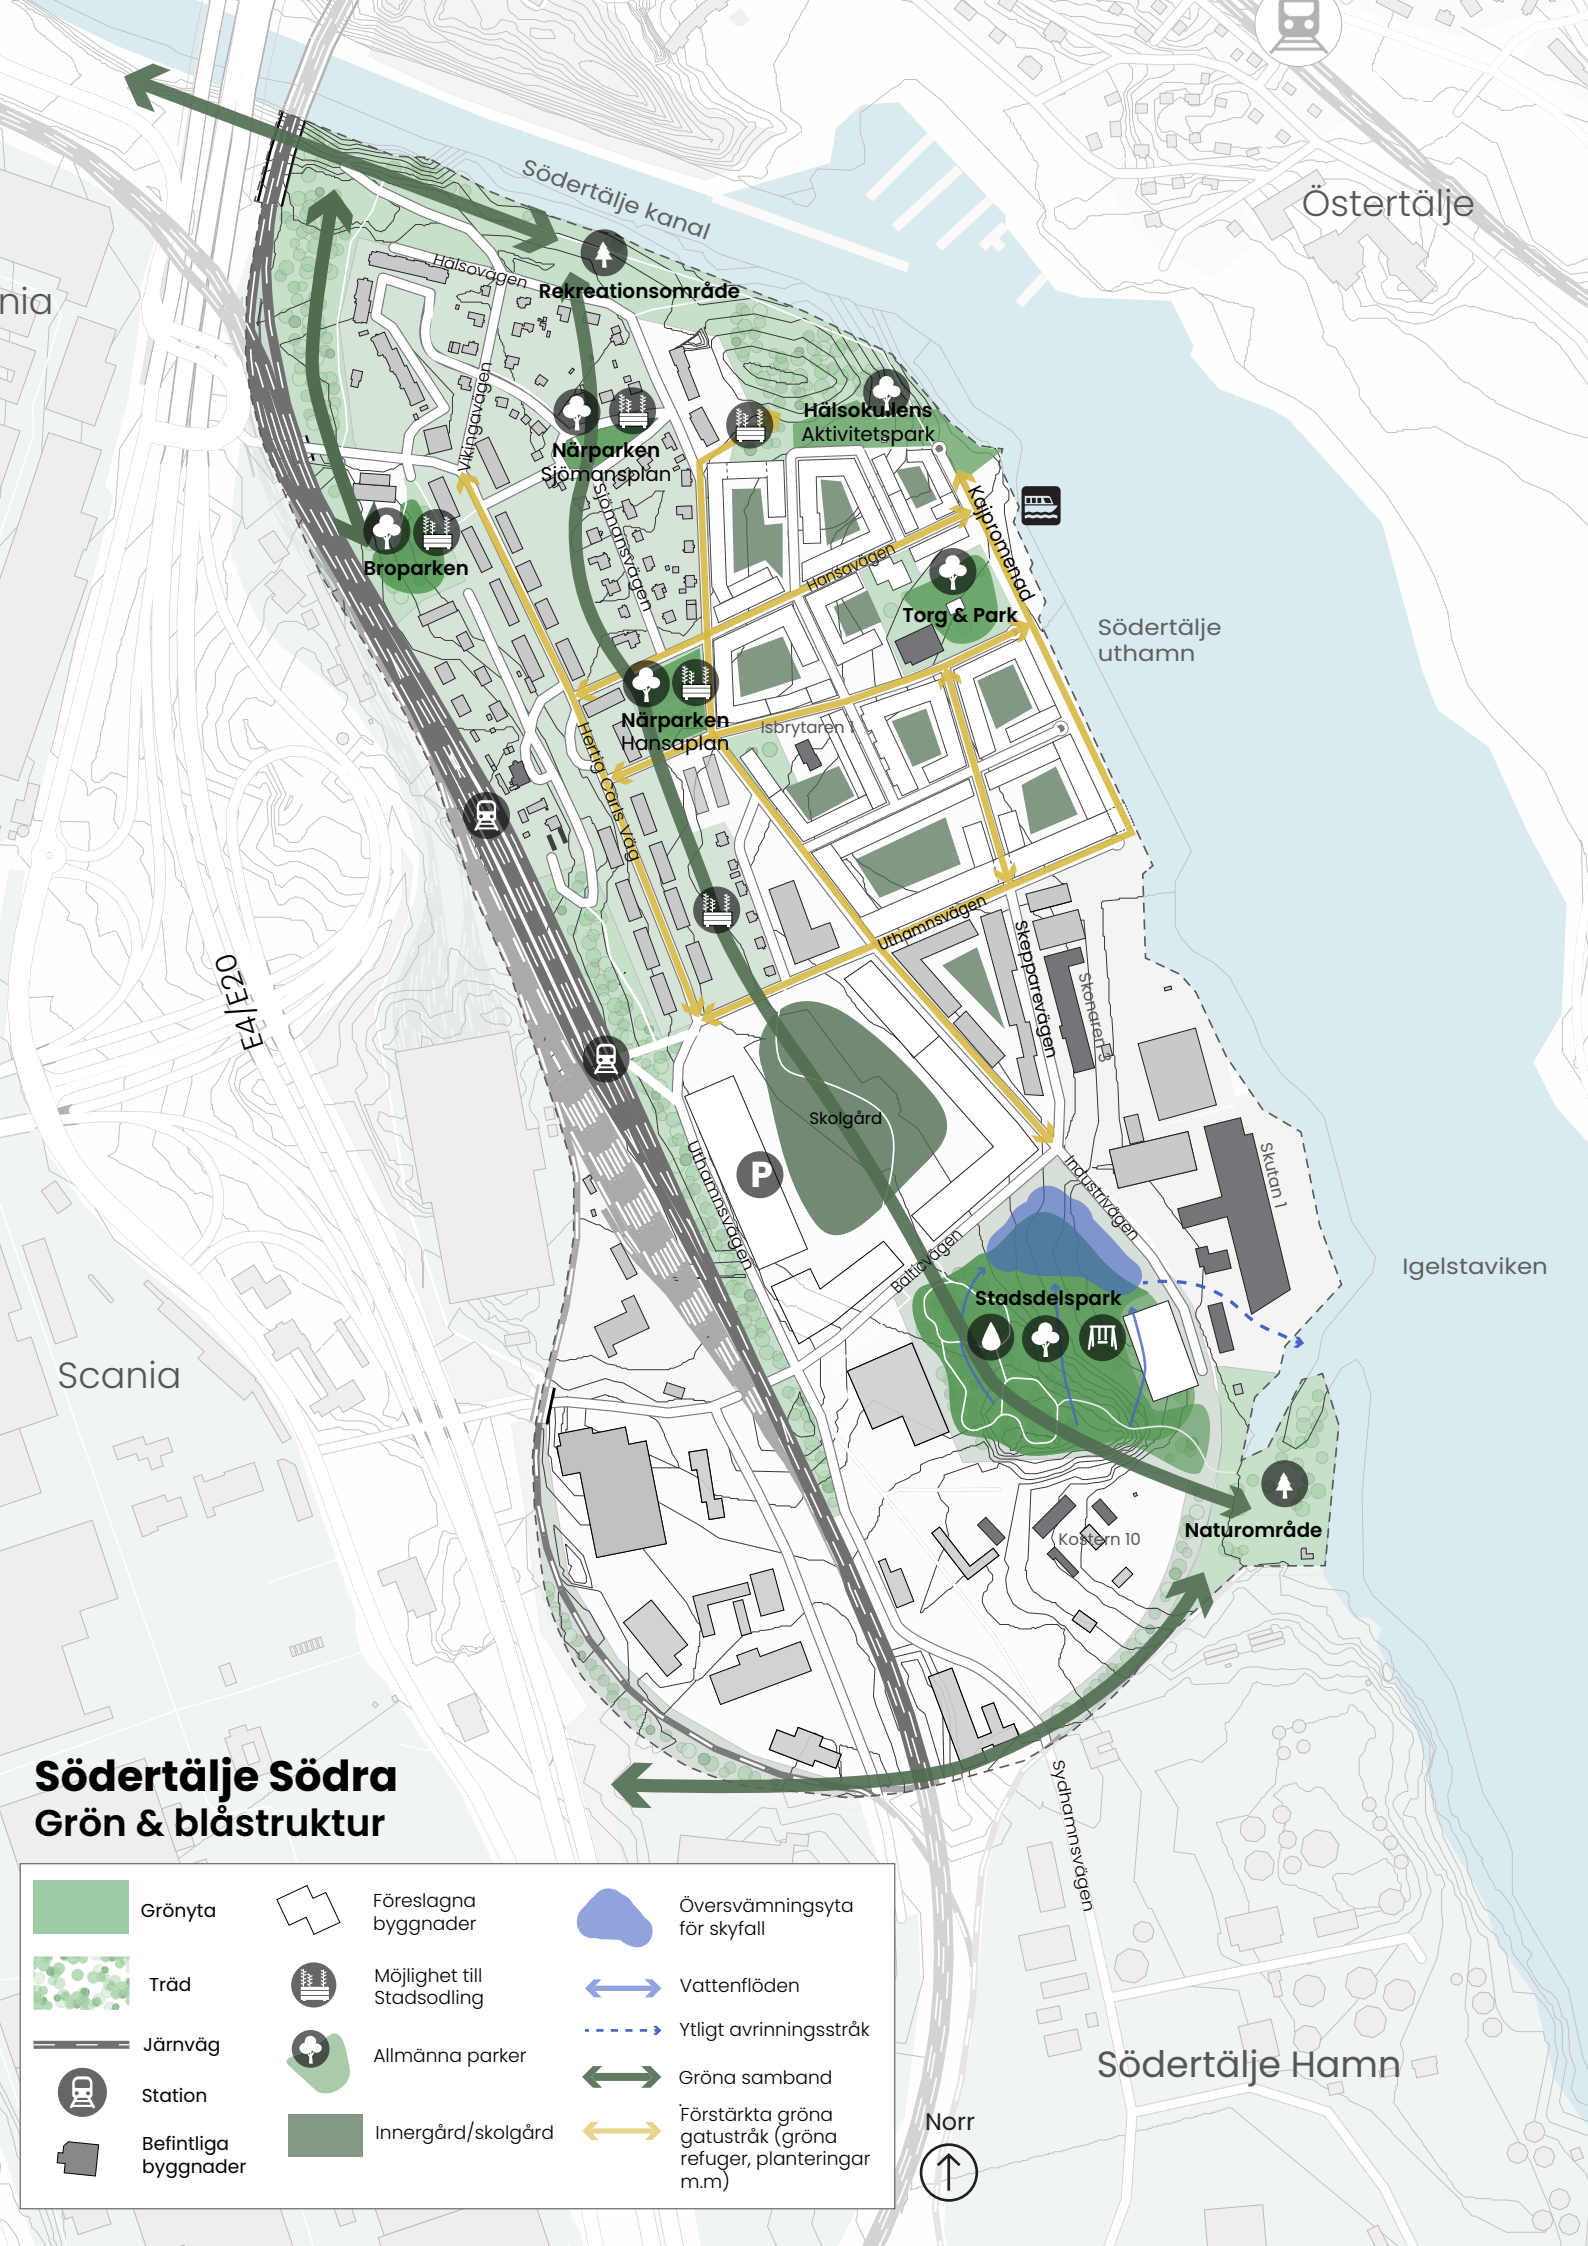 Östertälje
Södertälje kanal
nia
Hälsovägen
Rekreationsområde
Vikingavägen
Hälsokullens
Aktivitetspark
Närparken
Sjömansplan
Sjömansvägen
Kajpromenad
Broparken
Hansavägen
Torg & Park
Södertälje
uthamn
Närparken
Hansaplan
Isbrytaren 1
Hertig Carls väg
Uthamnsvägen
Skepparevägen
Skonaren 3
E4/E20
Skolgård
P
Uthamnsvägen
Industrivägen
Skutan 1
Balticvägen
Igelstaviken
Stadsdelspark
Scania
Naturområde
Kostern 10
Sydhamnsvägen
Södertälje Södra
Grön & blåstruktur
Grönyta
Träd
Järnväg
Station
Befintliga
byggnader
Föreslagna
byggnader
Möjlighet till
Stadsodling
Allmänna parker
Innergård/skolgård
Översvämningsyta
för skyfall
Vattenflöden
Ytligt avrinningsstråk
Gröna samband
Förstärkta gröna
gatustråk (gröna
refuger, planteringar
m.m)
Södertälje Hamn
Norr